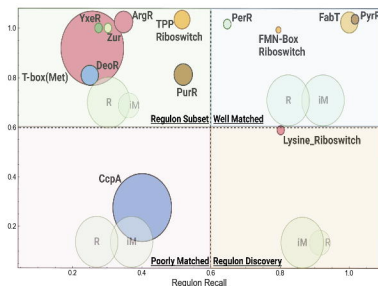 YxeR
ArgR
TPP
Riboswitch
PerR
FabT
PyrR
1.0
Zur
FMN-Box
Riboswitch
T-box(Met)
DeoR
PurR
0.8
R
iM
R
iM
Regulon Subset
Well Matched
0.6
Lysine_Riboswitch
CcpA
0.4
0.2
R
iM
iM
R
Poorly Matched
Regulon Discovery
0.2
0.4
0.6
0.8
1.0
Regulon Recall